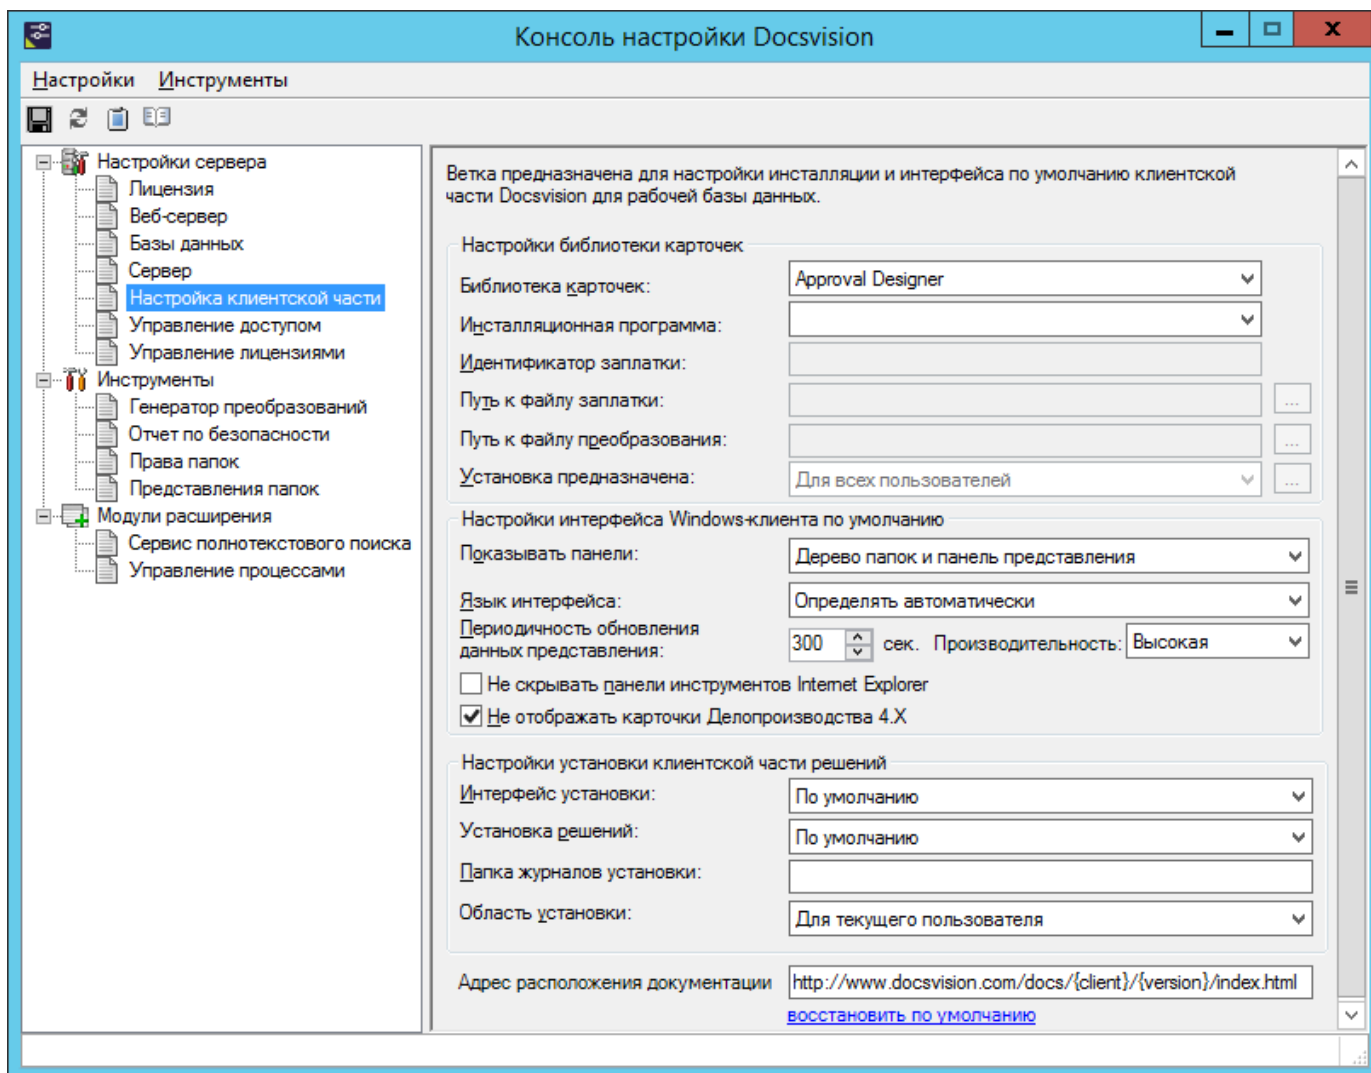 Консоль настройки Docsvision
Настройки Инструменты
Настройки сервера
Лицензия
Веб-сервер
Базы данных
Сервер
Настройка клиентской части
Управление доступом
Управление лицензиями
Инструменты
Генератор преобразований
Отчет по безопасности
Права папок
Представления папок
Модули расширения
Сервис полнотекстового поиска
Управление процессами
Ветка предназначена для настройки инсталляции и интерфейса по умолчанию клиентской
части Docsvision для рабочей базы данных.
Настройки библиотеки карточек
Библиотека карточек: Approval Designer
Инсталляционная программа:
Идентификатор заплатки:
Путь к файлу заплатки: ...
Путь к файлу преобразования: ...
Установка предназначена: Для всех пользователей ...
Настройки интерфейса Windows-клиента по умолчанию
Показывать панели: Дерево папок и панель представления
Язык интерфейса: Определять автоматически
Периодичность обновления
данных представления: 300 сек. Производительность: Высокая
Не скрывать панели инструментов Internet Explorer
Не отображать карточки Делопроизводства 4.X
Настройки установки клиентской части решений
Интерфейс установки: По умолчанию
Установка решений: По умолчанию
Папка журналов установки:
Область установки: Для текущего пользователя
Адрес расположения документации http://www.docsvision.com/docs/{client}/{version}/index.html
восстановить по умолчанию